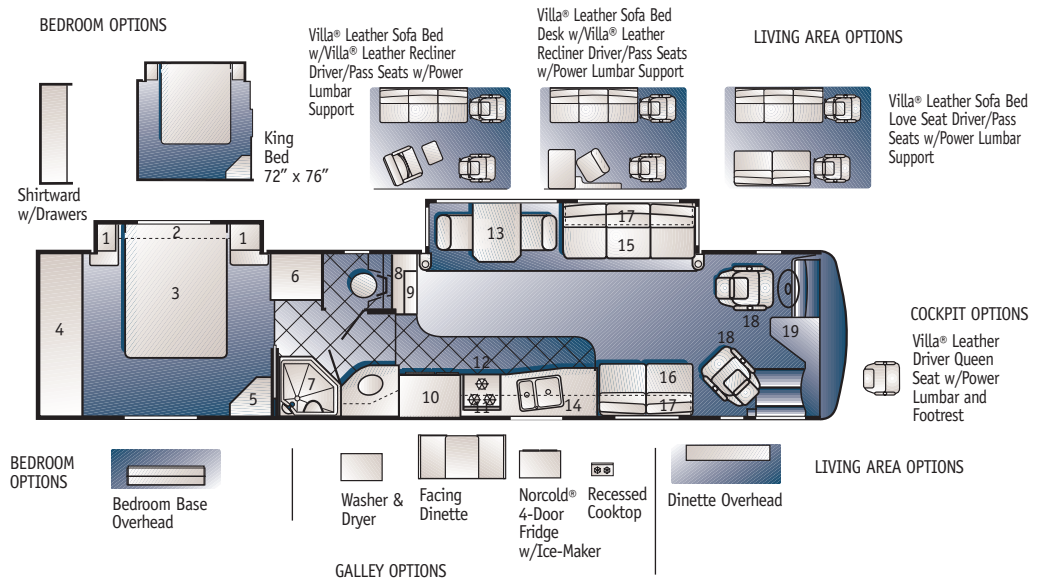 BEDROOM OPTIONS
Villa® Leather Sofa Bed
w/Villa® Leather Recliner
Driver/Pass Seats w/Power
Lumbar
Support
Villa® Leather Sofa Bed
Desk w/Villa® Leather
Recliner Driver/Pass Seats
w/Power Lumbar Support
LIVING AREA OPTIONS
Villa® Leather Sofa Bed
Love Seat Driver/Pass
Seats w/Power Lumbar
Support
King
Bed
72” x 76”
Shirtward
w/Drawers
1
2
1
3
4
5
6
7
8
9
10
11
12
13
14
15
16
17
17
18
18
19
COCKPIT OPTIONS
Villa® Leather
Driver Queen
Seat w/Power
Lumbar and
Footrest
BEDROOM
OPTIONS
Bedroom Base
Overhead
Washer &
Dryer
Facing
Dinette
Norcold®
4-Door
Fridge
w/Ice-Maker
Recessed
Cooktop
GALLEY OPTIONS
Dinette Overhead
LIVING AREA OPTIONS